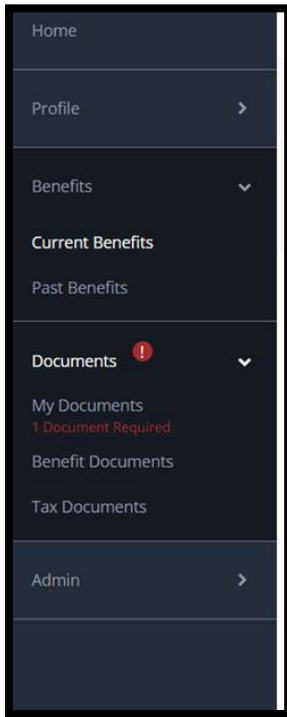 Home
Profile
Benefits
Current Benefits
Past Benefits
Documents !
My Documents
1 Document Required
Benefit Documents
Tax Documents
Admin